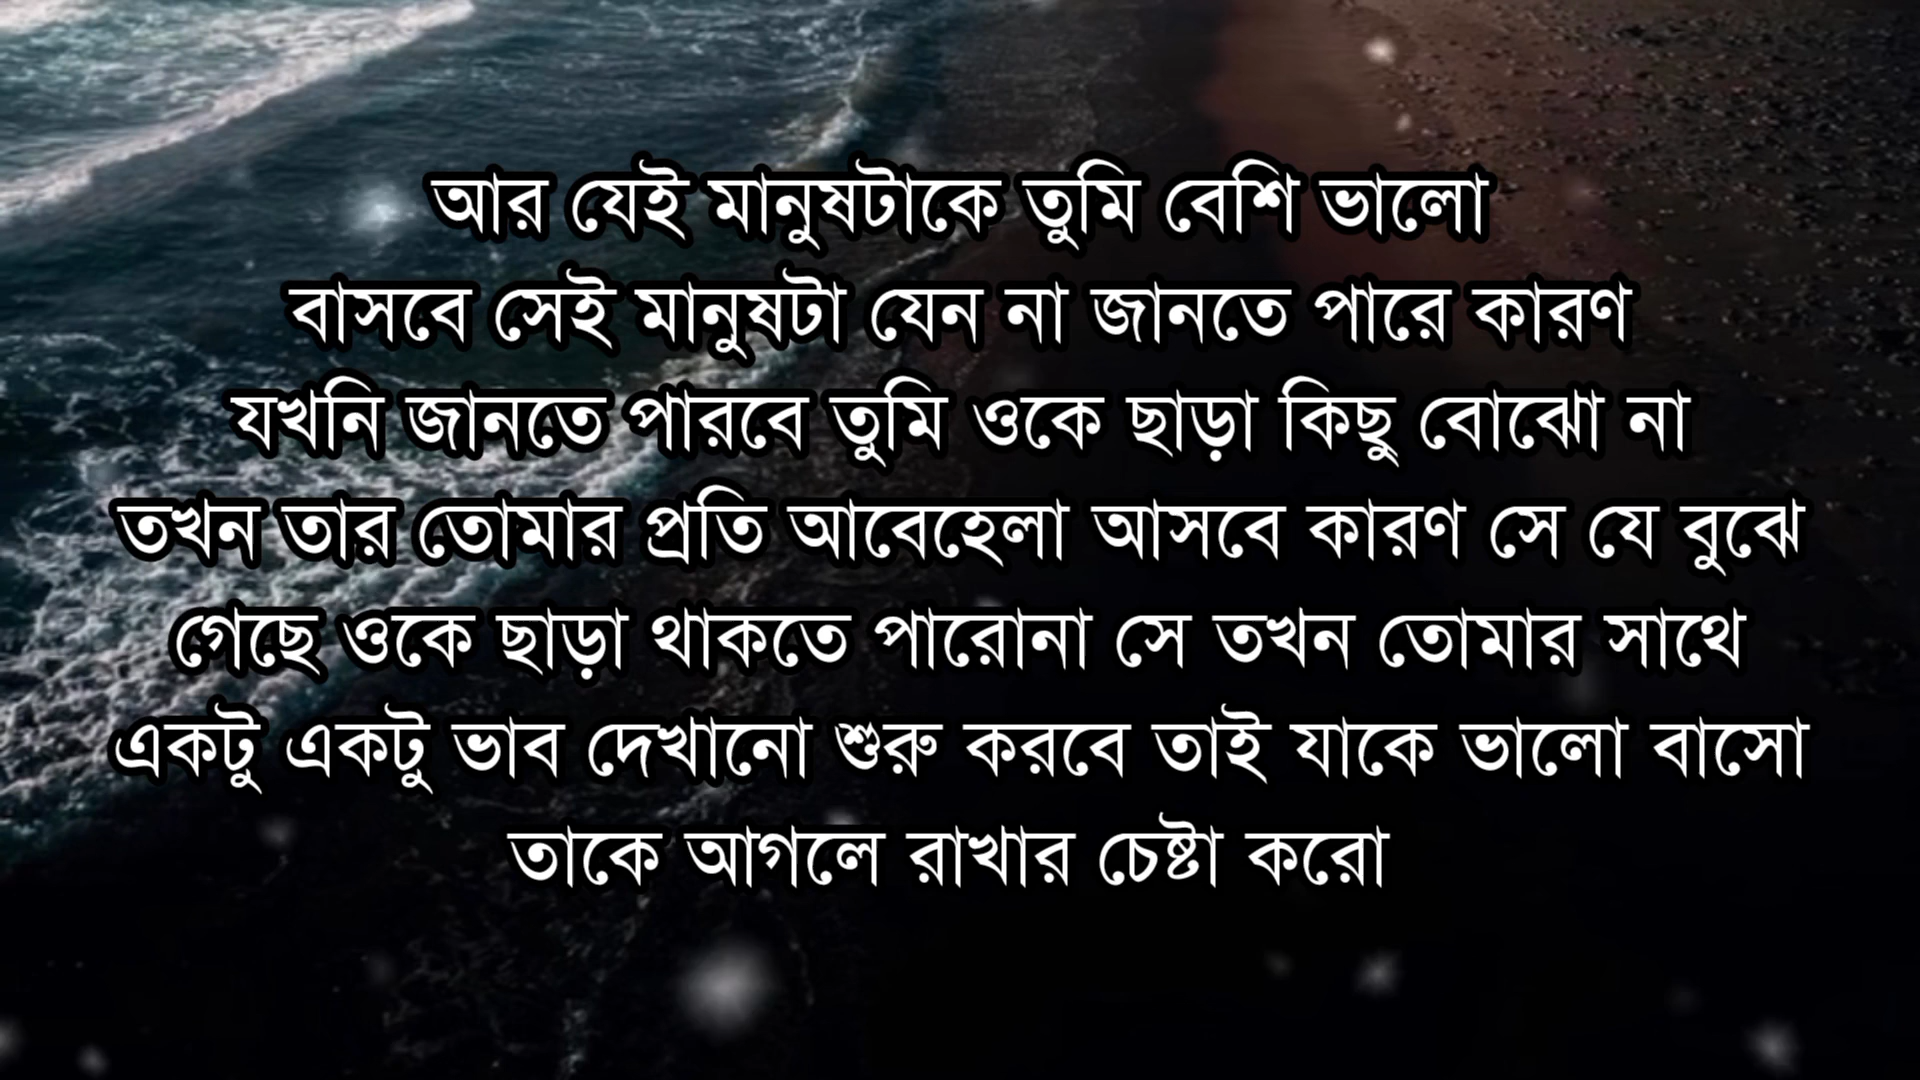 আর যেই মানুষটাকে তুমি বেশি ভালো
বাসবে সেই মানুষটা যেন না জানতে পারে কারণ
যখনি জানতে পারবে তুমি ওকে ছাড়া কিছু বোঝো না
তখন তার তোমার প্রতি আবেহেলা আসবে কারণ সে যে বুঝে
গেছে ওকে ছাড়া থাকতে পারোনা সে তখন তোমার সাথে
একটু একটু ভাব দেখানো শুরু করবে তাই যাকে ভালো বাসো
তাকে আগলে রাখার চেষ্টা করো